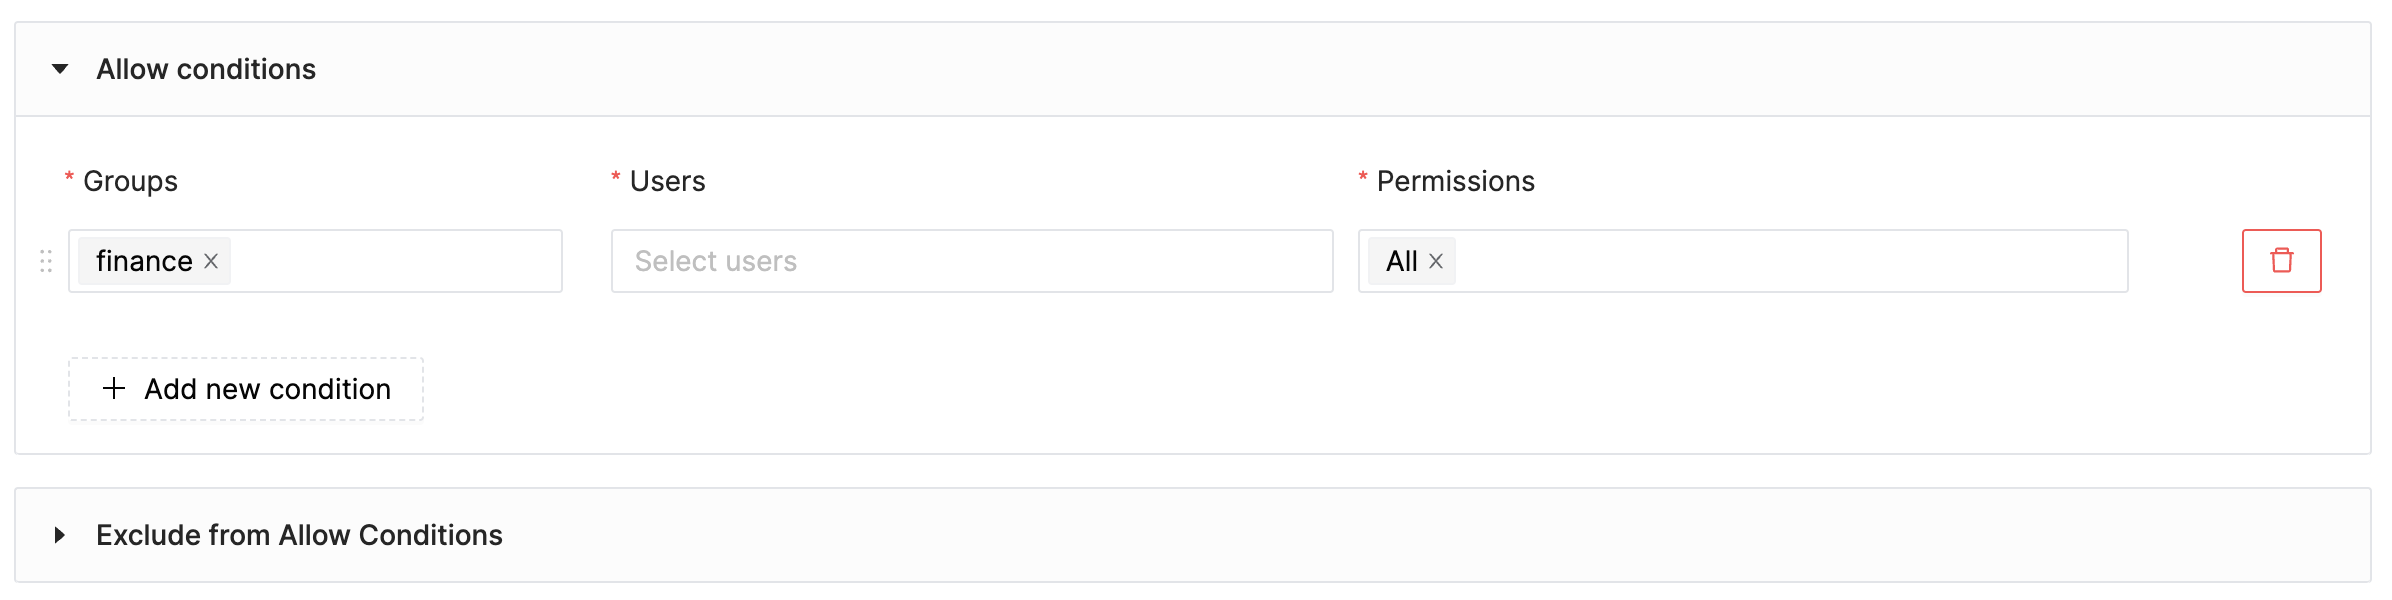 Allow conditions
* Groups * Users * Permissions
finance Select users All
Add new condition
Exclude from Allow Conditions